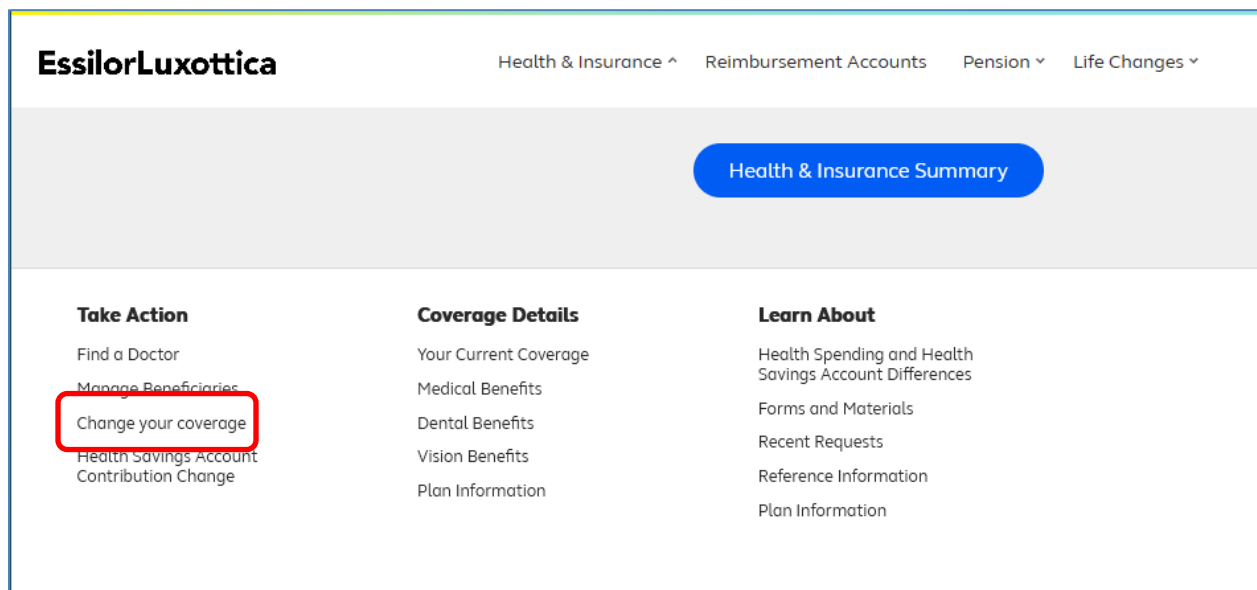 EssilorLuxottica
Health & Insurance Reimbursement Accounts Pension Life Changes
Health & Insurance Summary
Take Action
Find a Doctor
Manage Beneficiaries
Change your coverage
Health Savings Account
Contribution Change
Coverage Details
Your Current Coverage
Medical Benefits
Dental Benefits
Vision Benefits
Plan Information
Learn About
Health Spending and Health
Savings Account Differences
Forms and Materials
Recent Requests
Reference Information
Plan Information